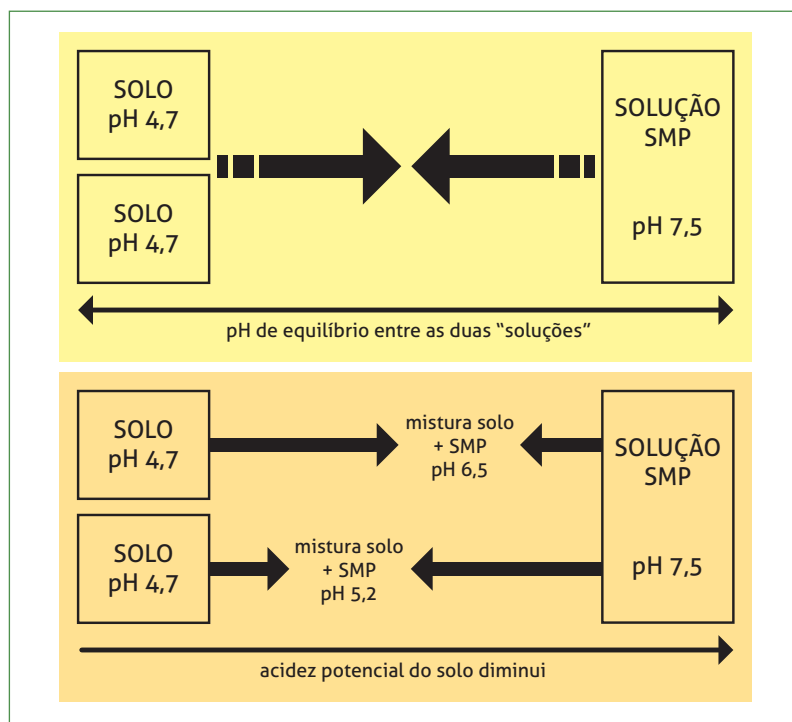 SOLO
pH 4,7
SOLO
pH 4,7
SOLUÇÃO
SMP
pH 7,5
pH de equilíbrio entre as duas “soluções”
SOLO
pH 4,7
mistura solo
+ SMP
pH 6,5
SOLUÇÃO
SMP
pH 7,5
SOLO
pH 4,7
mistura solo
+ SMP
pH 5,2
acidez potencial do solo diminui